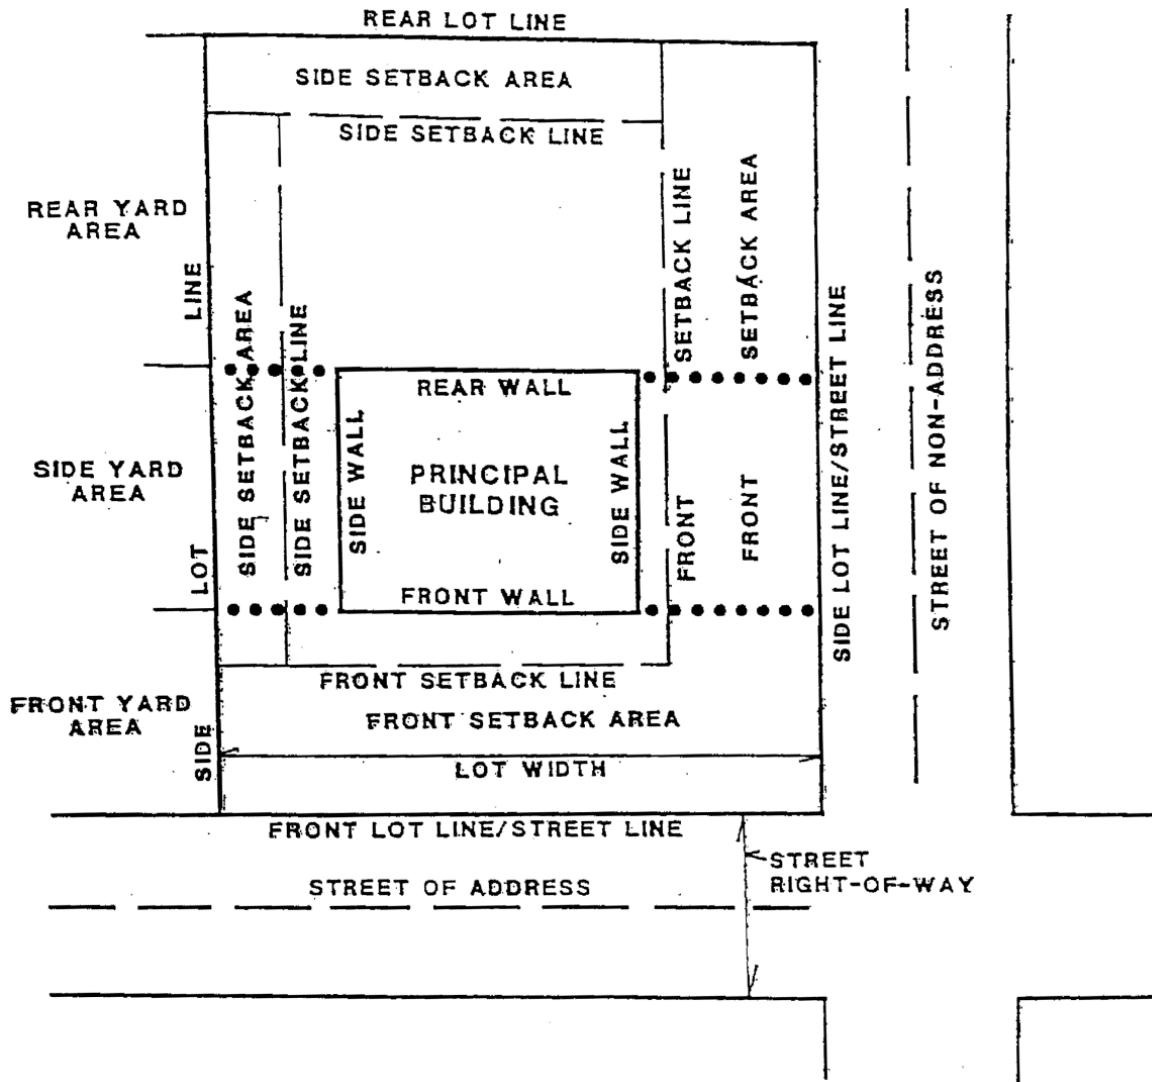 REAR LOT LINE
SIDE SETBACK AREA
SIDE SETBACK LINE
REAR YARD
AREA
SIDE LOT LINE
SIDE SETBACK AREA
SIDE SETBACK LINE
FRONT SETBACK LINE
FRONT SETBACK AREA
SIDE LOT LINE/STREET LINE
STREET OF NON-ADDRESS
REAR WALL
SIDE YARD
AREA
SIDE WALL
PRINCIPAL
BUILDING
SIDE WALL
FRONT WALL
FRONT SETBACK LINE
FRONT YARD
AREA
FRONT SETBACK AREA
LOT WIDTH
FRONT LOT LINE/STREET LINE
STREET
RIGHT-OF-WAY
STREET OF ADDRESS